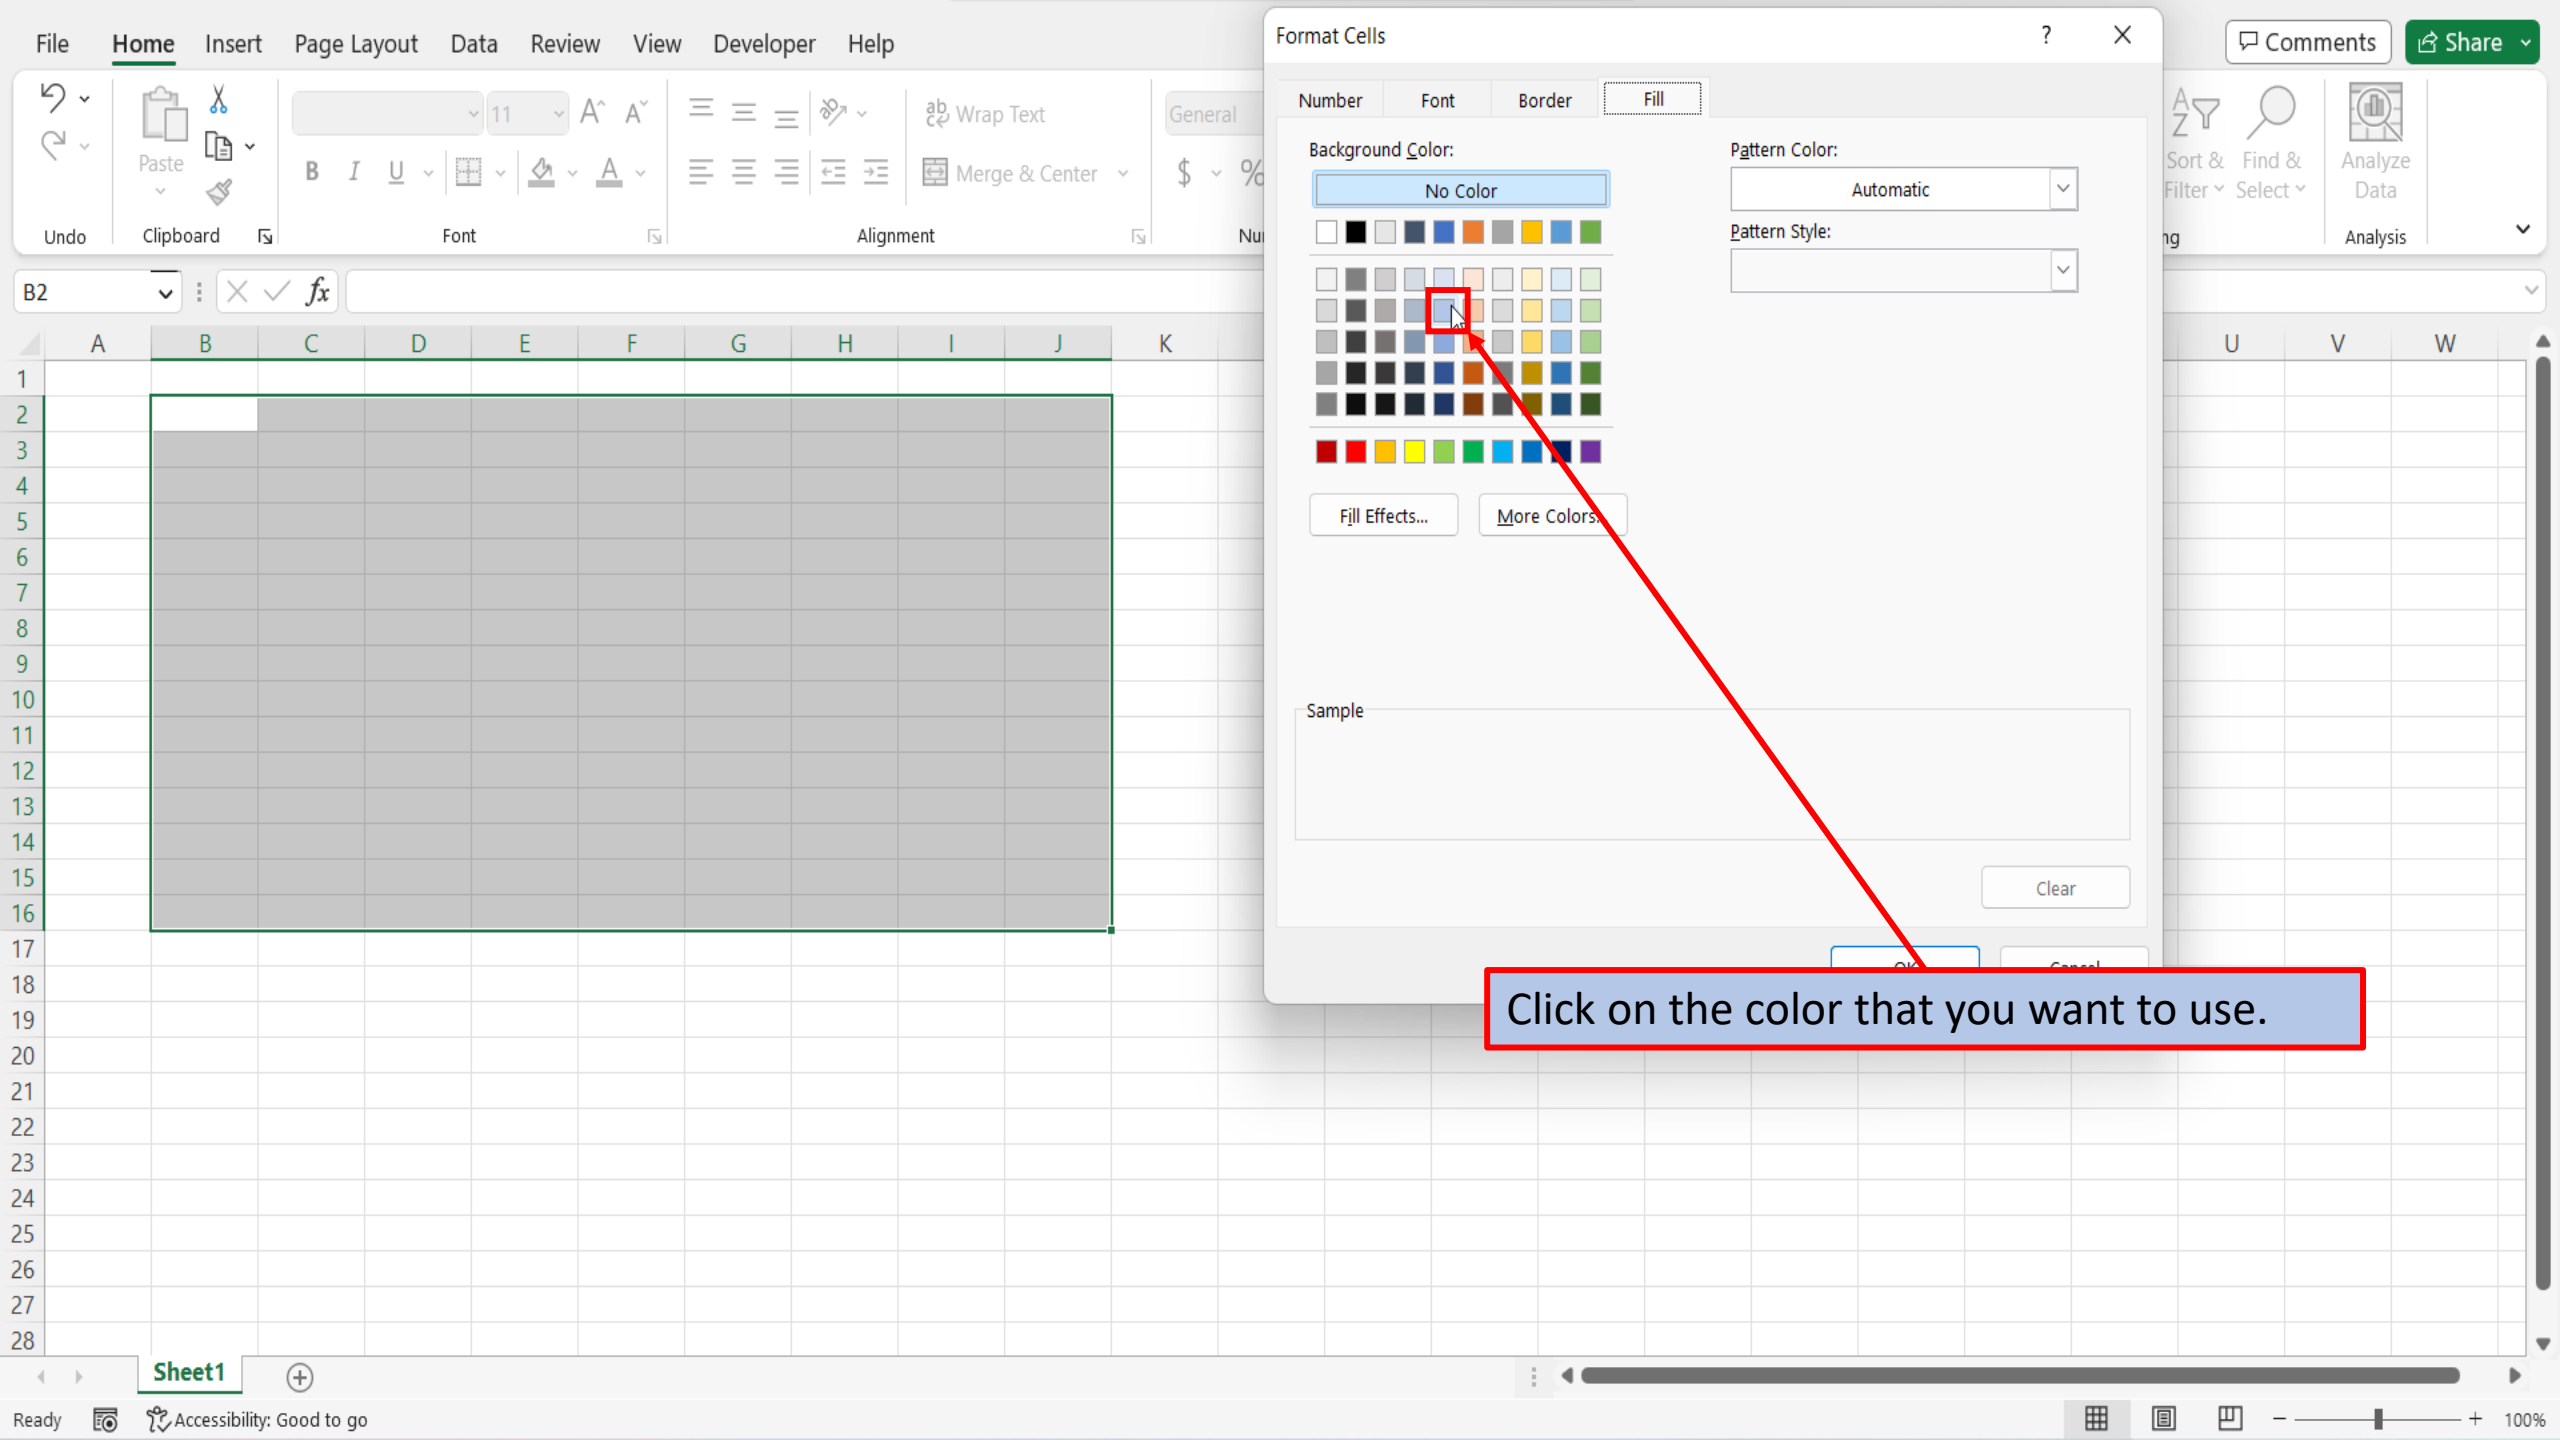 File Home Insert Page Layout Data Review View Developer Help
Comments Share
Format Cells ?
Number Font Border Fill
11 A A ab Wrap Text General
Paste B I U A Merge & Center $ %
Sort & Find & Analyze
Filter Select Data
Undo Clipboard Font Alignment Analysis
Background Color: Pattern Color:
No Color Automatic
Pattern Style:
B2 fx
A B C D E F G H I J K U V W
1
2
3
4
5
6
7
8
9
10
11
12
13
14
15
16
17
18
19
20
21
22
23
24
25
26
27
28
Fill Effects... More Colors...
Sample
Clear
OK Cancel
Click on the color that you want to use.
Sheet1
Ready Accessibility: Good to go 100%